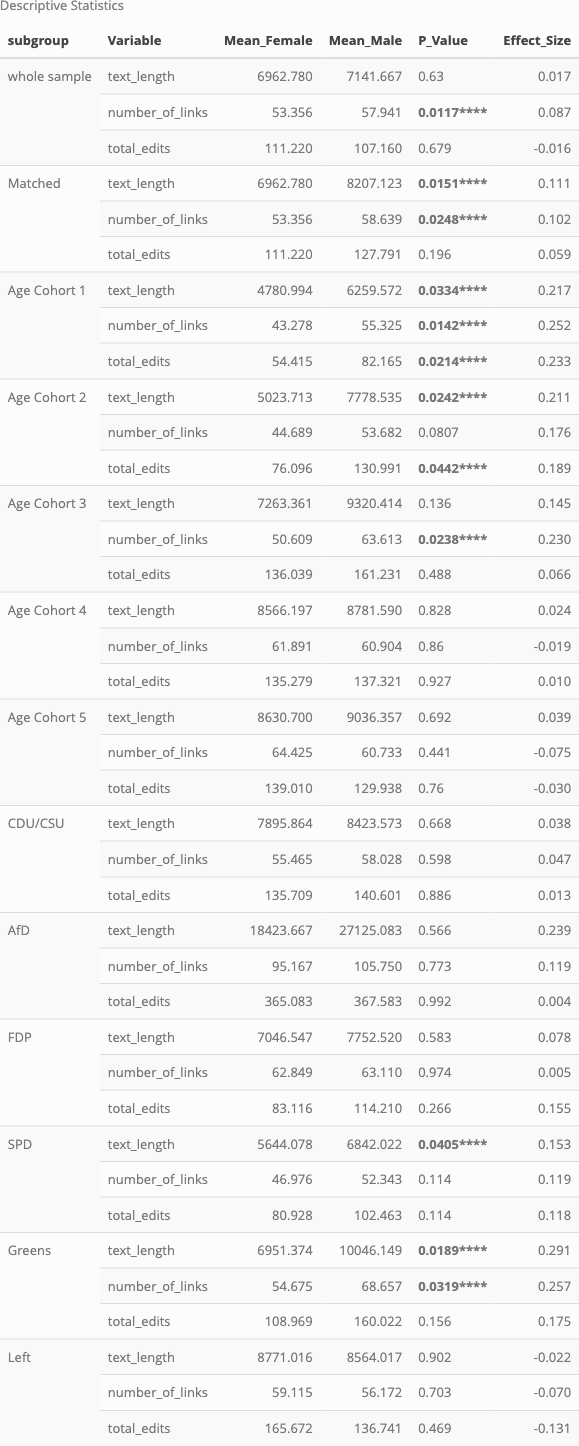 Descriptive Statistics
subgroup Variable Mean_Female Mean_Male P_Value Effect_Size
whole sample text_length 6962.780 7141.667 0.63 0.017
number_of_links 53.356 57.941 0.0117**** 0.087
total_edits 111.220 107.160 0.679 -0.016
Matched text_length 6962.780 8207.123 0.0151**** 0.111
number_of_links 53.356 58.639 0.0248**** 0.102
total_edits 111.220 127.791 0.196 0.059
Age Cohort 1 text_length 4780.994 6259.572 0.0334**** 0.217
number_of_links 43.278 55.325 0.0142**** 0.252
total_edits 54.415 82.165 0.0214**** 0.233
Age Cohort 2 text_length 5023.713 7778.535 0.0242**** 0.211
number_of_links 44.689 53.682 0.0807 0.176
total_edits 76.096 130.991 0.0442**** 0.189
Age Cohort 3 text_length 7263.361 9320.414 0.136 0.145
number_of_links 50.609 63.613 0.0238**** 0.230
total_edits 136.039 161.231 0.488 0.066
Age Cohort 4 text_length 8566.197 8781.590 0.828 0.024
number_of_links 61.891 60.904 0.86 -0.019
total_edits 135.279 137.321 0.927 0.010
Age Cohort 5 text_length 8630.700 9036.357 0.692 0.039
number_of_links 64.425 60.733 0.441 -0.075
total_edits 139.010 129.938 0.76 -0.030
CDU/CSU text_length 7895.864 8423.573 0.668 0.038
number_of_links 55.465 58.028 0.598 0.047
total_edits 135.709 140.601 0.886 0.013
AfD text_length 18423.667 27125.083 0.566 0.239
number_of_links 95.167 105.750 0.773 0.119
total_edits 365.083 367.583 0.992 0.004
FDP text_length 7046.547 7752.520 0.583 0.078
number_of_links 62.849 63.110 0.974 0.005
total_edits 83.116 114.210 0.266 0.155
SPD text_length 5644.078 6842.022 0.0405**** 0.153
number_of_links 46.976 52.343 0.114 0.119
total_edits 80.928 102.463 0.114 0.118
Greens text_length 6951.374 10046.149 0.0189**** 0.291
number_of_links 54.675 68.657 0.0319**** 0.257
total_edits 108.969 160.022 0.156 0.175
Left text_length 8771.016 8564.017 0.902 -0.022
number_of_links 59.115 56.172 0.703 -0.070
total_edits 165.672 136.741 0.469 -0.131